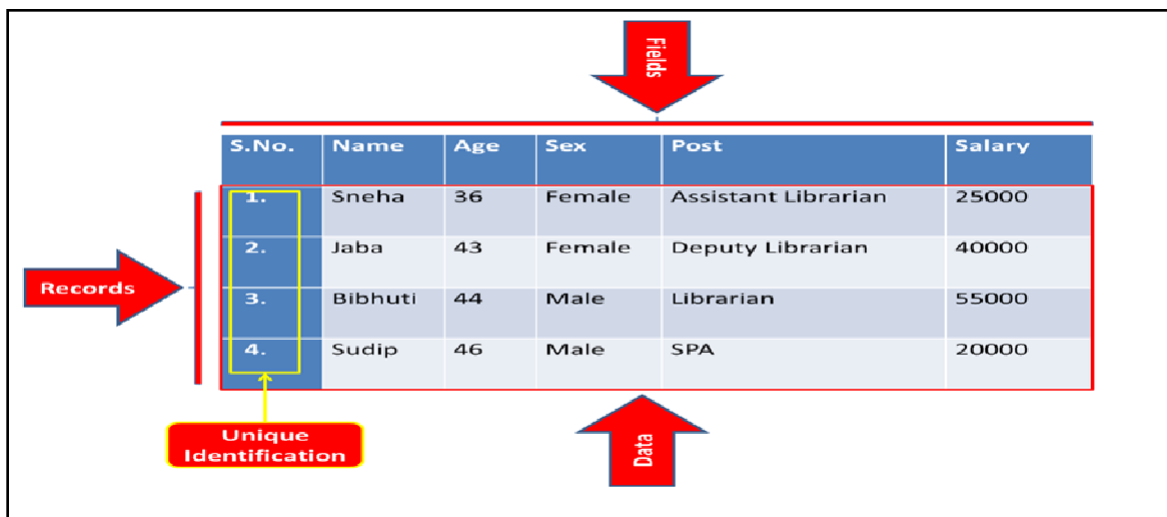 Fields
S.No. Name Age Sex Post Salary
1. Sneha 36 Female Assistant Librarian 25000
2. Jaba 43 Female Deputy Librarian 40000
Records
3. Bibhuti 44 Male Librarian 55000
4. Sudip 46 Male SPA 20000
Unique
Identification
Data